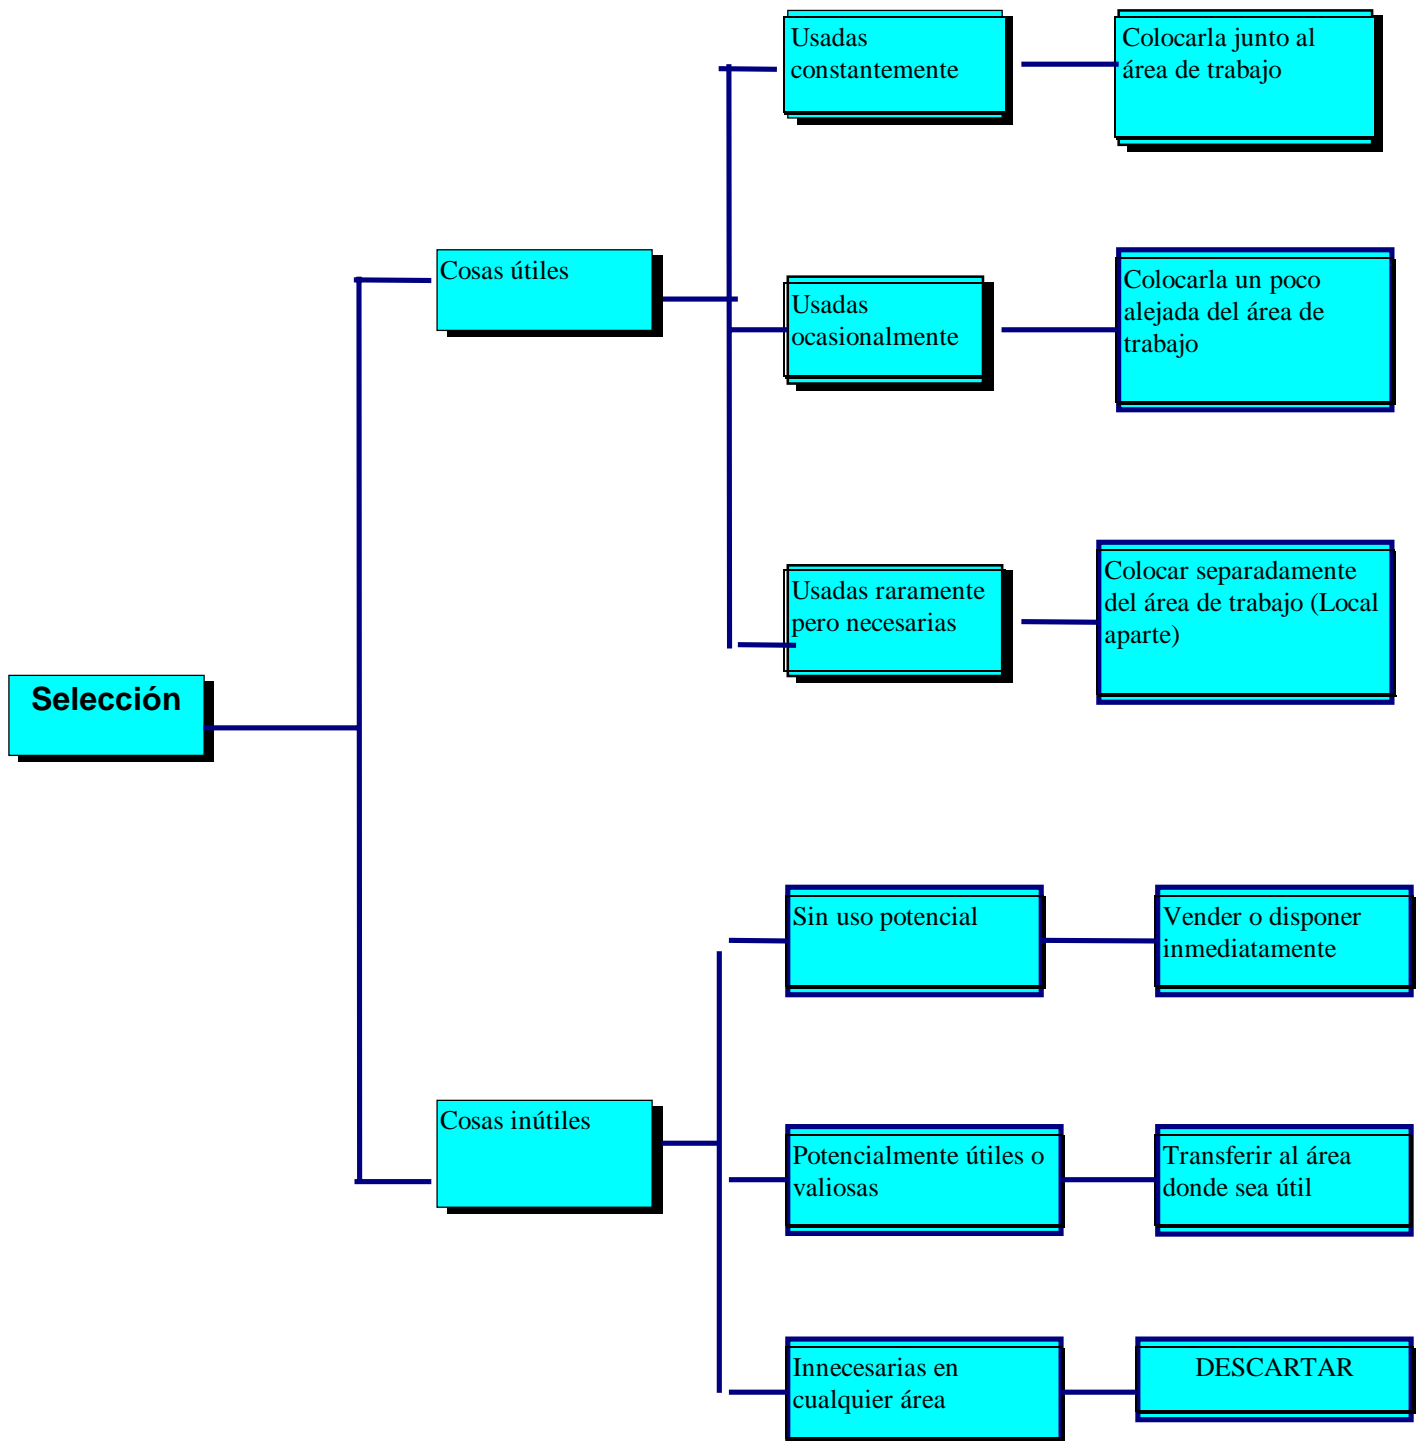 Usadas
constantemente
Colocarla junto al
área de trabajo
Cosas útiles
Usadas
ocasionalmente
Colocarla un poco
alejada del área de
trabajo
Usadas raramente
pero necesarias
Colocar separadamente
del área de trabajo (Local
aparte)
Selección
Sin uso potencial
Vender o disponer
inmediatamente
Cosas inútiles
Potencialmente útiles o
valiosas
Transferir al área
donde sea útil
Innecesarias en
cualquier área
DESCARTAR